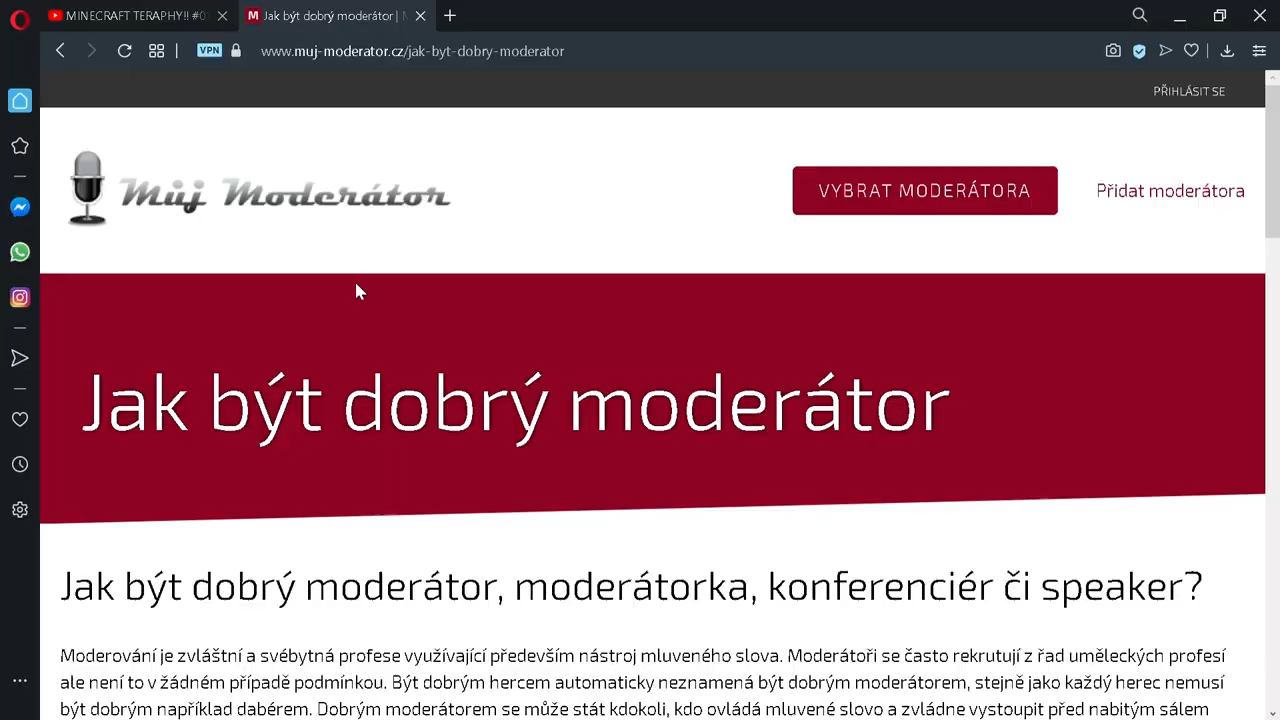 MINECRAFT TERAPHY!! #0
Jak být dobrý moderátor |
VPN
www.muj-moderator.cz/jak-byt-dobry-moderator
PŘIHLÁSIT SE
Můj Moderátor
VYBRAT MODERÁTORA
Přidat moderátora
Jak být dobrý moderátor
Jak být dobrý moderátor, moderátorka, konferenciér či speaker?
Moderování je zvláštní a svébytná profese využívající především nástroj mluveného slova. Moderátoři se často rekrutují z řad uměleckých profesí
ale není to v žádném případě podmínkou. Být dobrým hercem automaticky neznamená být dobrým moderátorem, stejně jako každý herec nemusí
být dobrým například dabérem. Dobrým moderátorem se může stát kdokoli, kdo ovládá mluvené slovo a zvládne vystoupit před nabitým sálem